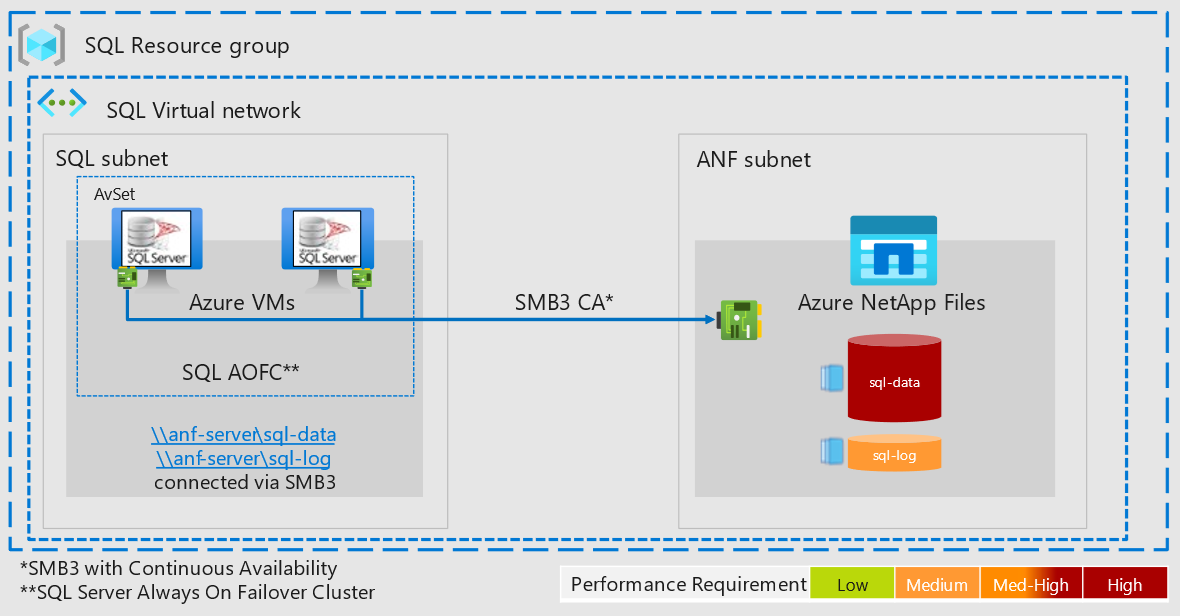 SQL Resource group
SQL Virtual network
SQL subnet
ANF subnet
AvSet
SQL Server
SQL Server
Azure VMs
SMB3 CA*
Azure NetApp Files
SQL AOFC**
sql-data
\\anf-server\sql-data
\\anf-server\sql-log
sql-log
connected via SMB3
*SMB3 with Continuous Availability
**SQL Server Always On Failover Cluster
Performance Requirement Low Medium Med-High High